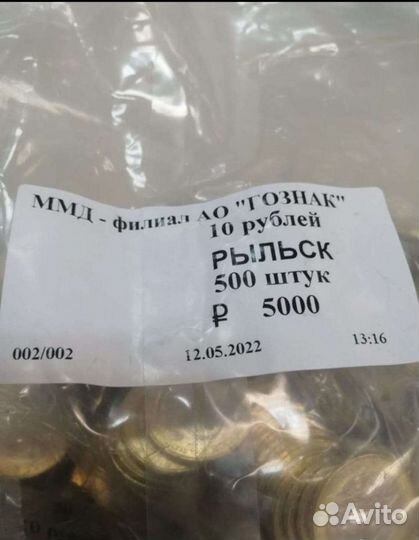 ММД - филиал АО "ГОЗНАК"
10 рублей
РЫЛЬСК
500 штук
₽ 5000
002/002 12.05.2022 13:16
Avito